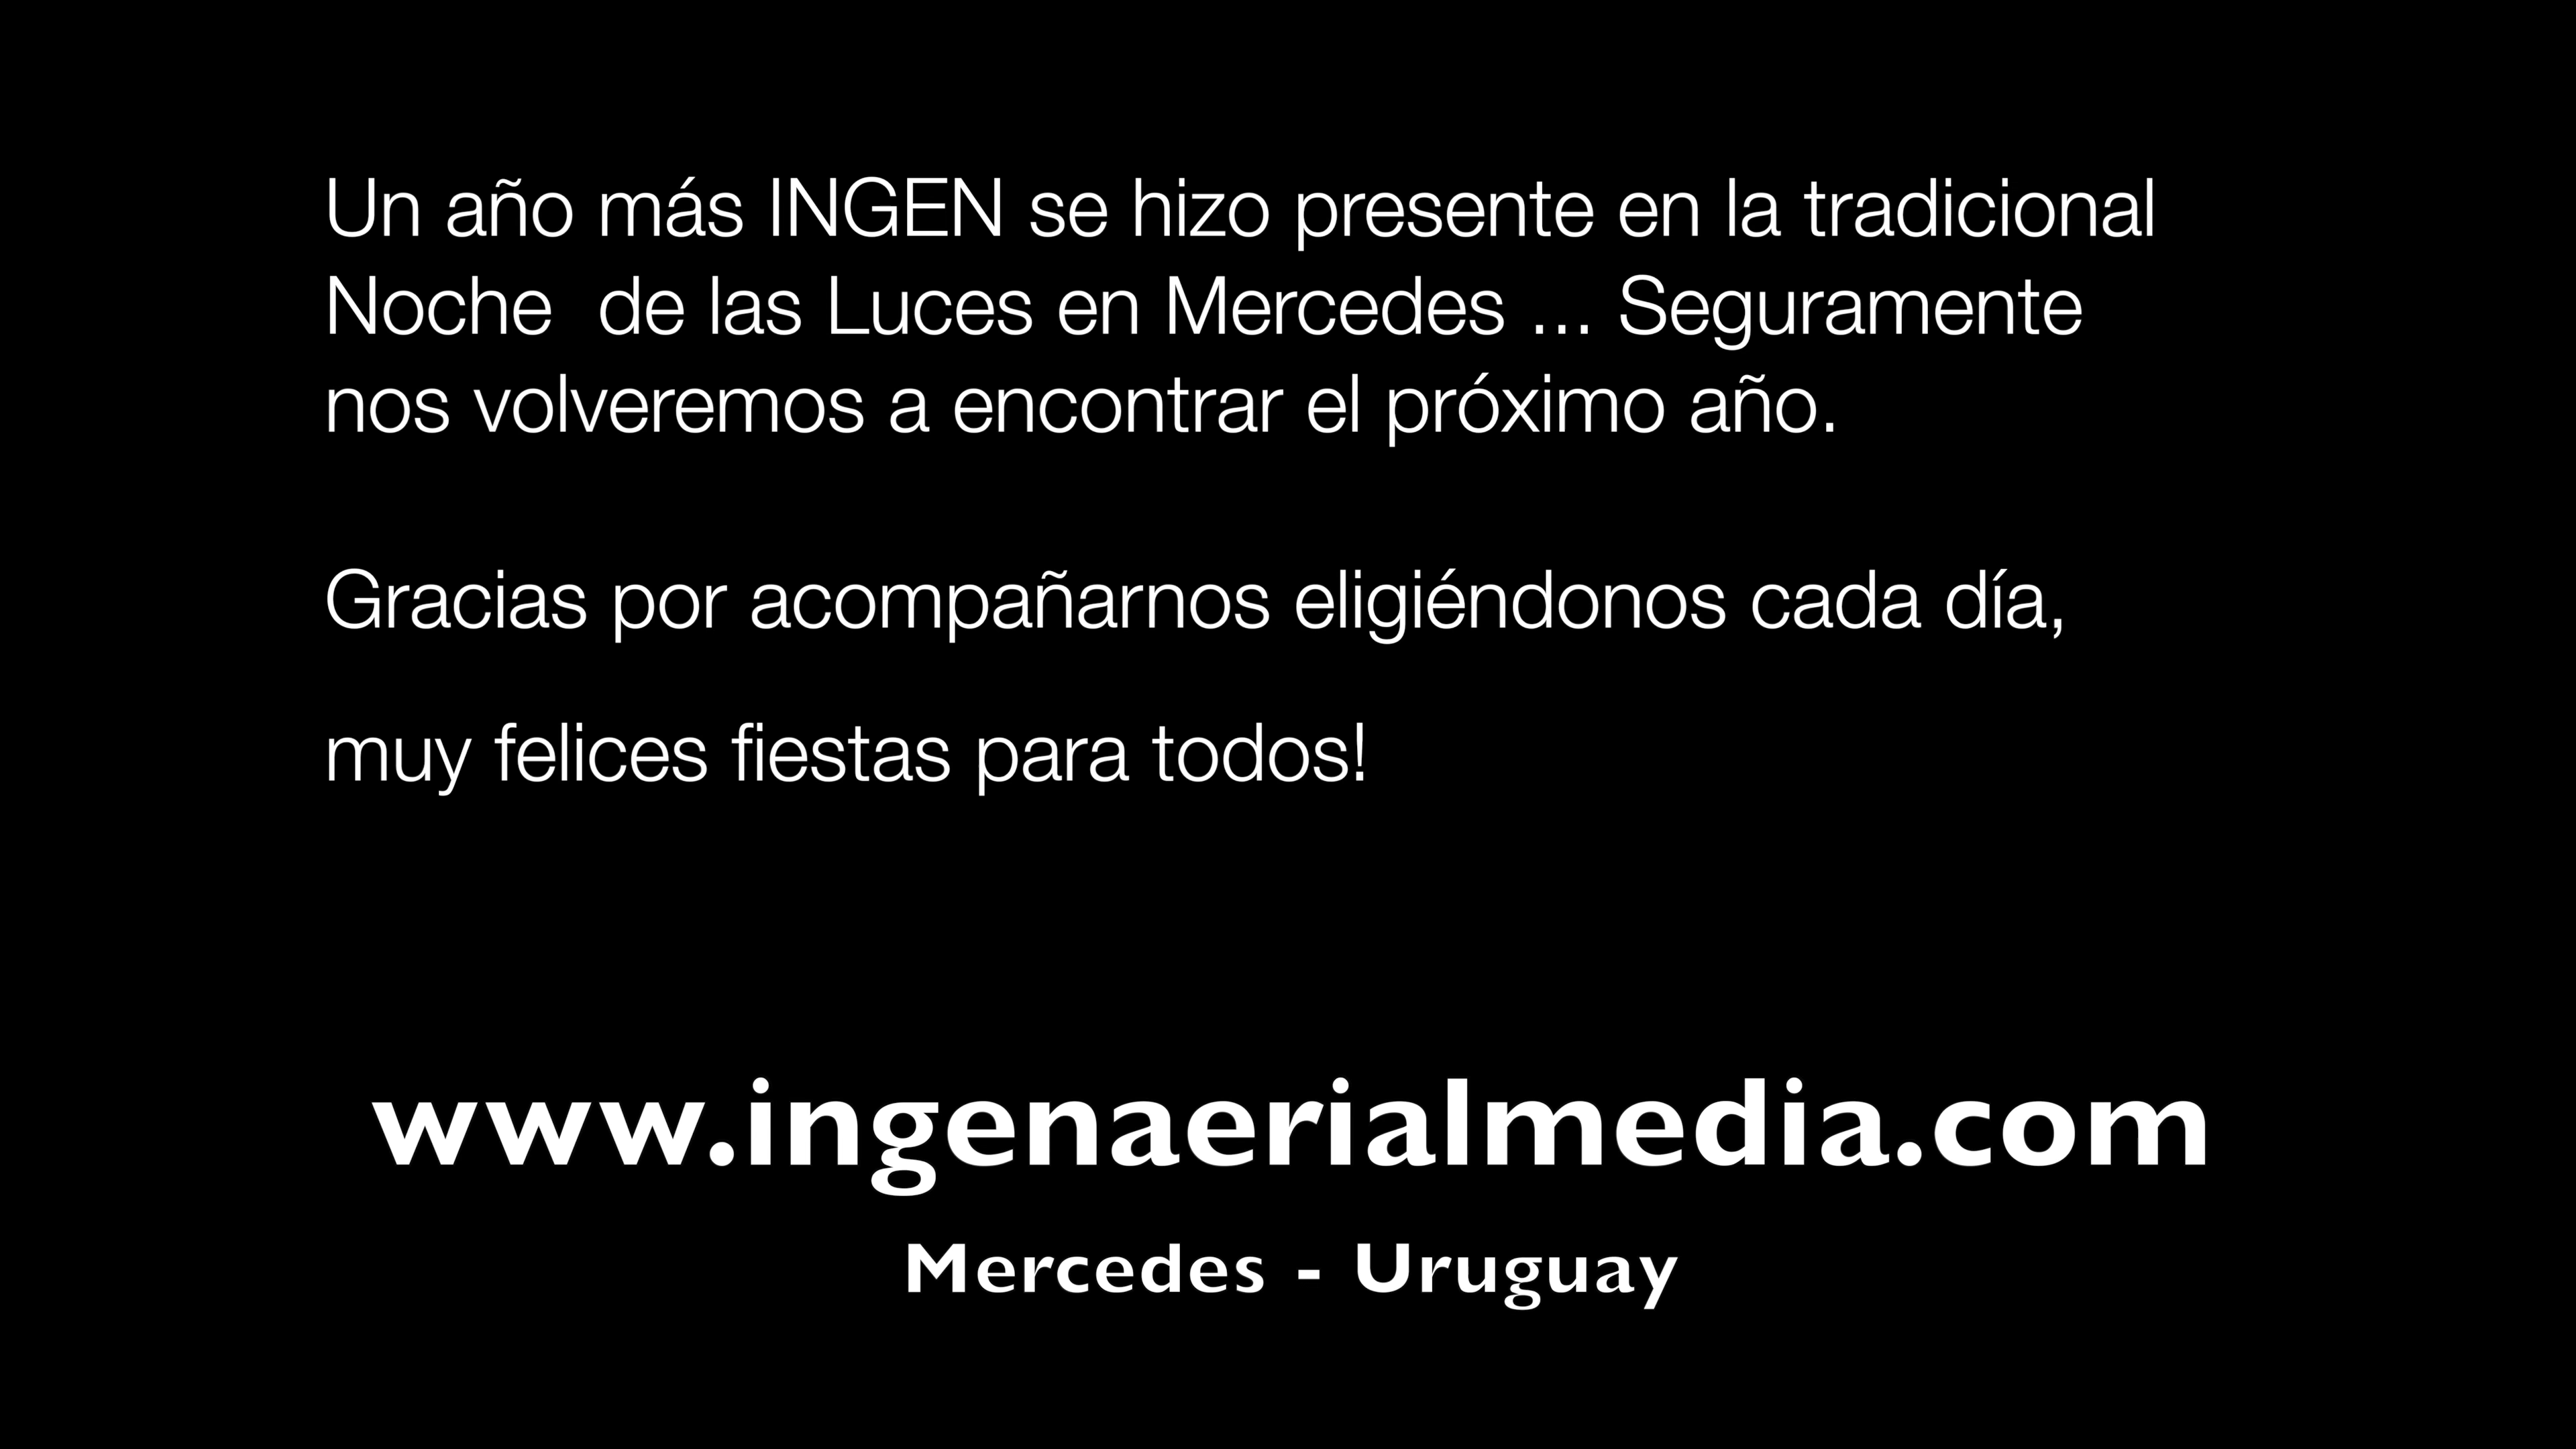 Un año más INGEN se hizo presente en la tradicional
Noche  de las Luces en Mercedes ... Seguramente
nos volveremos a encontrar el próximo año.
Gracias por acompañarnos eligiéndonos cada día,
muy felices fiestas para todos!
www.ingenaerialmedia.com
Mercedes - Uruguay